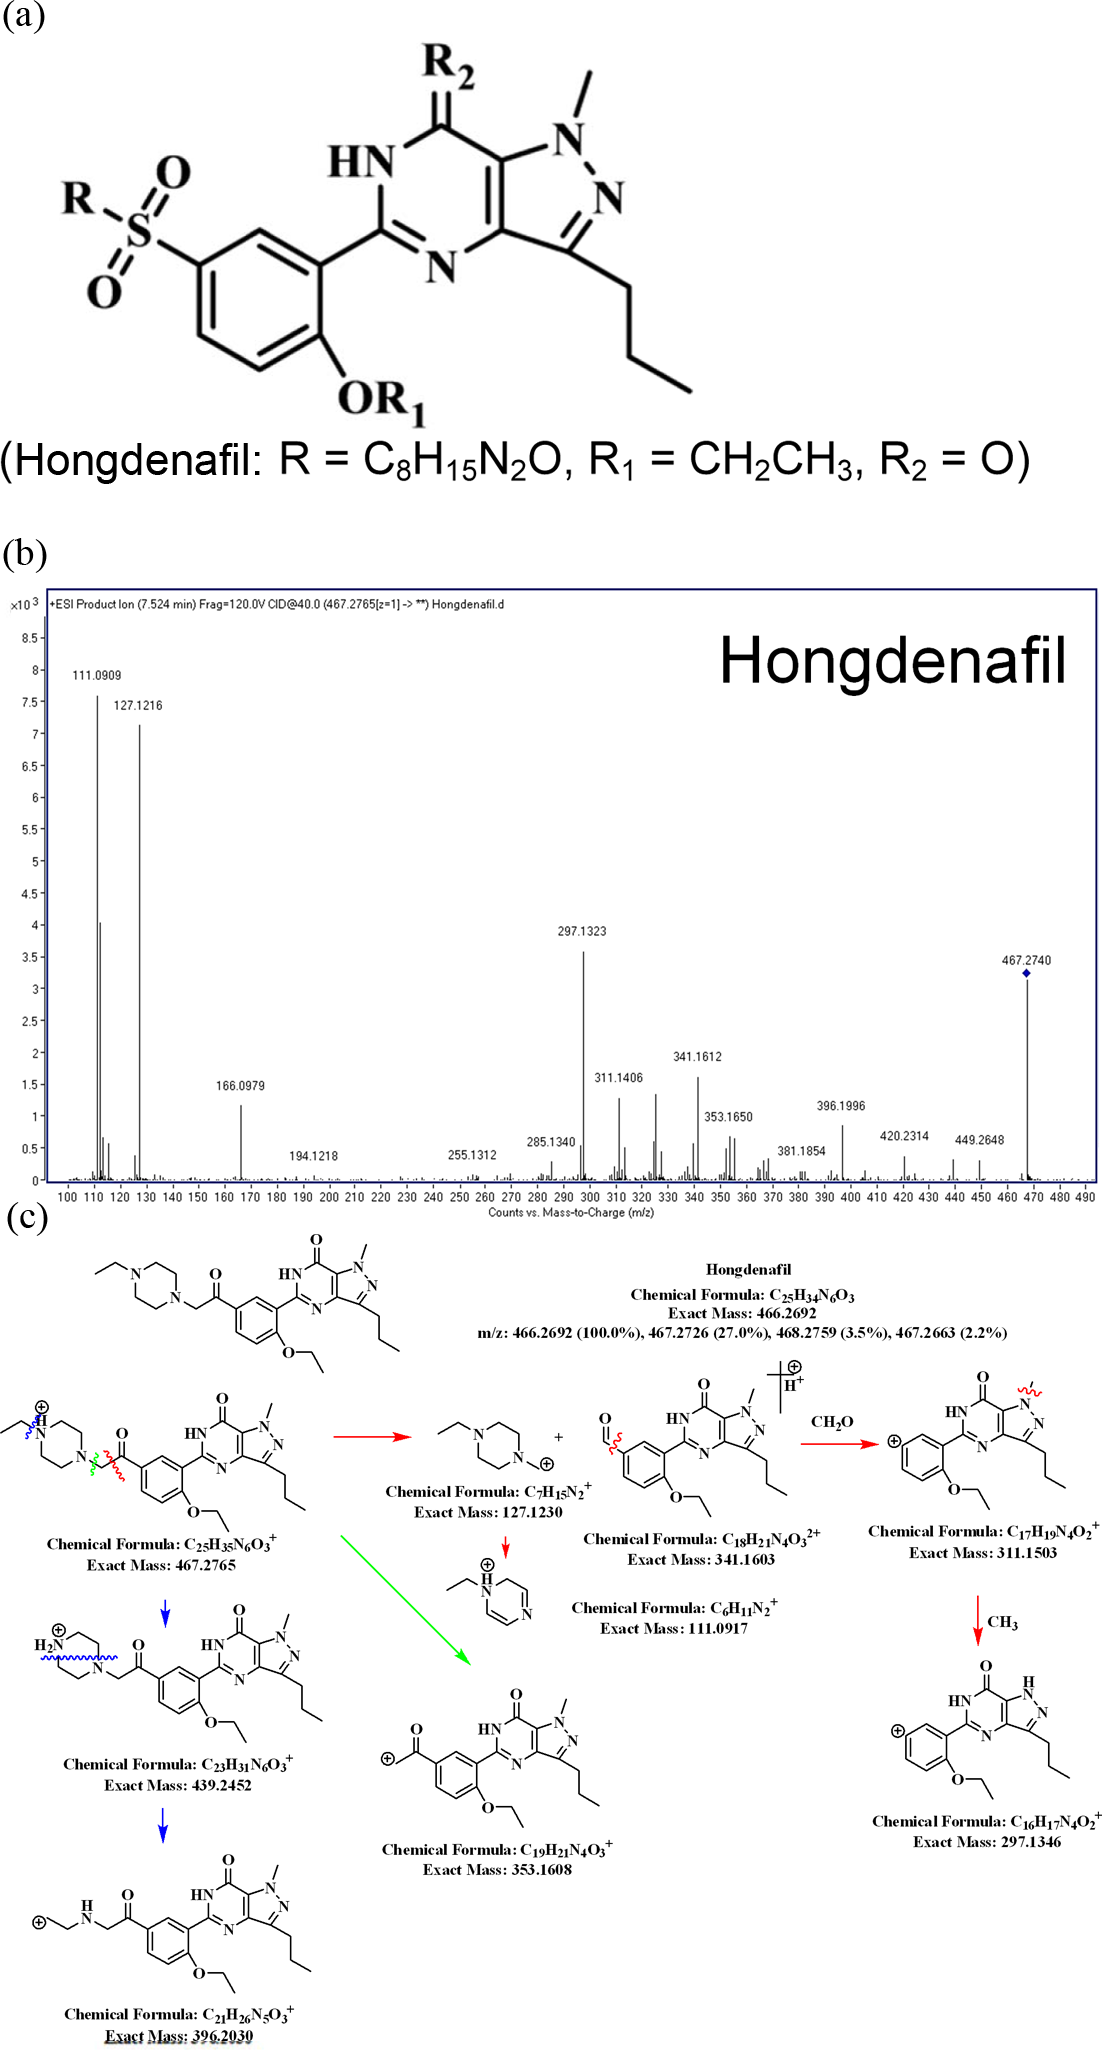 (a)
R₂
HN
N
N
N
R
O
S
O
OR₁
(Hongdenafil: R = C₈H₁₅N₂O, R₁ = CH₂CH₃, R₂ = O)
(b)
×10 3
+ESI Product Ion (7.524 min) Frag=120.0V CID@40.0 (467.2765[z=1] -> **) Hongdenafil.d
Hongdenafil
8.5
8
7.5
7
6.5
6
5.5
5
4.5
4
3.5
3
2.5
2
1.5
1
0.5
0
111.0909
127.1216
166.0979
194.1218
255.1312
285.1340
297.1323
311.1406
341.1612
353.1650
381.1854
396.1996
420.2314
449.2648
467.2740
100 110 120 130 140 150 160 170 180 190 200 210 220 230 240 250 260 270 280 290 300 310 320 330 340 350 360 370 380 390 400 410 420 430 440 450 460 470 480 490
Counts vs. Mass-to-Charge (m/z)
(c)
N
N
O
O
HN
N
N
N
O
Hongdenafil
Chemical Formula: C₂₅H₃₄N₆O₃
Exact Mass: 466.2692
m/z: 466.2692 (100.0%), 467.2726 (27.0%), 468.2759 (3.5%), 467.2663 (2.2%)
H
N
N
O
O
HN
N
N
N
O
Chemical Formula: C₂₅H₃₅N₆O₃⁺
Exact Mass: 467.2765
N
N
+
Chemical Formula: C₇H₁₅N₂⁺
Exact Mass: 127.1230
O
O
HN
N
N
N
O
H⁺
Chemical Formula: C₁₈H₂₁N₄O₃²⁺
Exact Mass: 341.1603
CH₂O
O
HN
N
N
N
O
Chemical Formula: C₁₇H₁₉N₄O₂⁺
Exact Mass: 311.1503
H
N
N
Chemical Formula: C₆H₁₁N₂⁺
Exact Mass: 111.0917
CH₃
H₂N
N
O
O
HN
N
N
N
O
Chemical Formula: C₂₃H₃₁N₆O₃⁺
Exact Mass: 439.2452
O
O
HN
N
N
N
O
Chemical Formula: C₁₉H₂₁N₄O₃⁺
Exact Mass: 353.1608
O
HN
H
N
N
N
O
Chemical Formula: C₁₆H₁₇N₄O₂⁺
Exact Mass: 297.1346
H
N
O
O
HN
N
N
N
O
Chemical Formula: C₂₁H₂₆N₅O₃⁺
Exact Mass: 396.2030